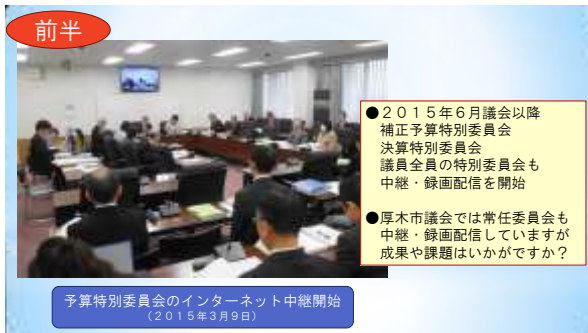 前半
●２０１５年６月議会以降
補正予算特別委員会
決算特別委員会
議員全員の特別委員会も
中継・録画配信を開始
●厚木市議会では常任委員会も
中継・録画配信していますが
成果や課題はいかがですか？
予算特別委員会のインターネット中継開始
（２０１５年３月９日）